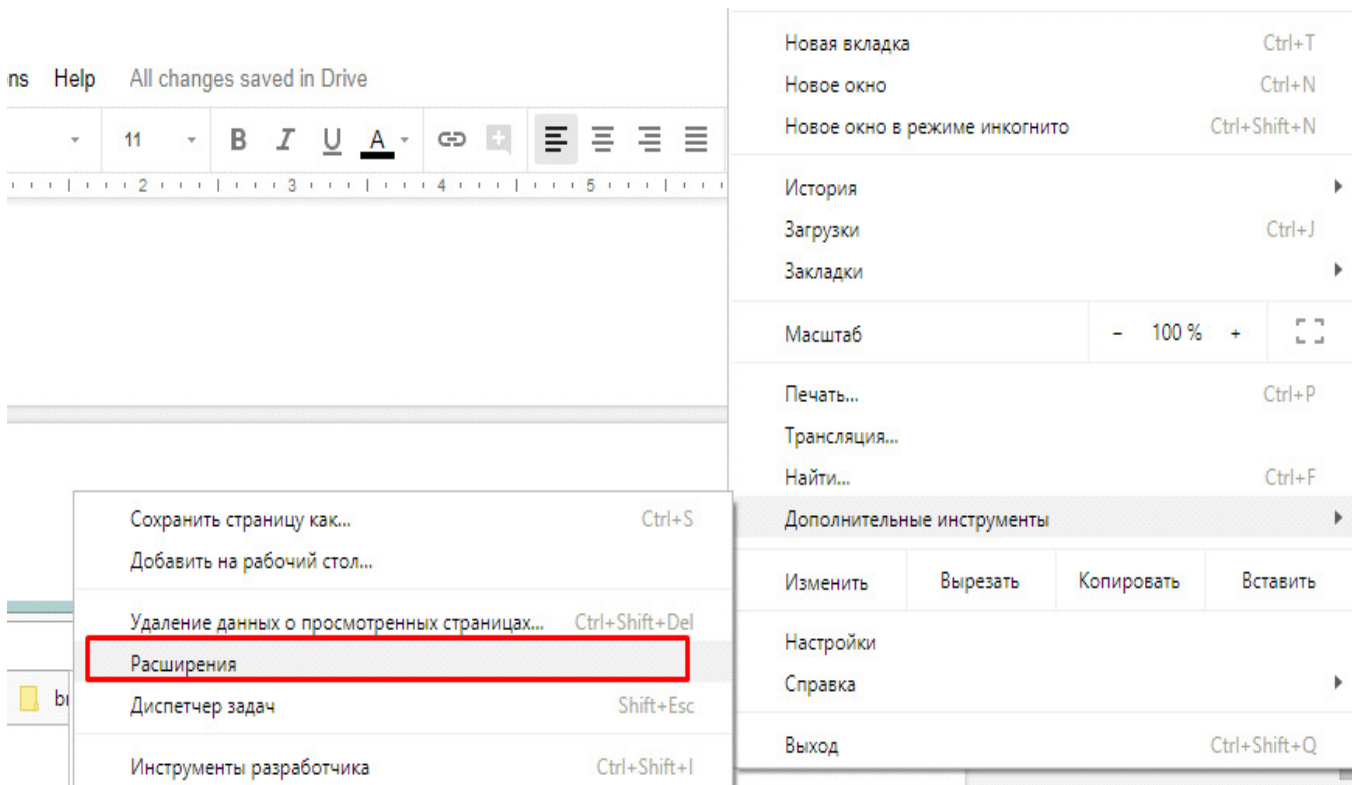 ns Help All changes saved in Drive
11 B I U A
2 3 4 5
Новая вкладка Ctrl+T
Новое окно Ctrl+N
Новое окно в режиме инкогнито Ctrl+Shift+N
История
Загрузки Ctrl+J
Закладки
Масштаб - 100 % +
Печать... Ctrl+P
Трансляция...
Найти... Ctrl+F
Дополнительные инструменты
Изменить Вырезать Копировать Вставить
Настройки
Справка
Выход Ctrl+Shift+Q
Сохранить страницу как... Ctrl+S
Добавить на рабочий стол...
Удаление данных о просмотренных страницах... Ctrl+Shift+Del
Расширения
Диспетчер задач Shift+Esc
Инструменты разработчика Ctrl+Shift+I